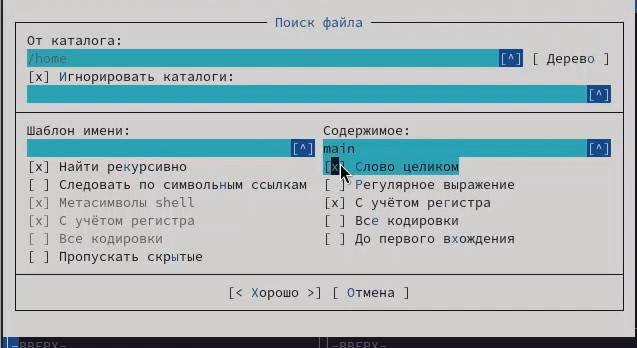 Поиск файла
От каталога:
/home [^] [ Дерево ]
[x] Игнорировать каталоги:
[^]
Шаблон имени: Содержимое:
[^] main [^]
[x] Найти рекурсивно [x] Слово целиком
[ ] Следовать по символьным ссылкам [ ] Регулярное выражение
[x] Метасимволы shell [x] С учётом регистра
[x] С учётом регистра [ ] Все кодировки
[ ] Все кодировки [ ] До первого вхождения
[ ] Пропускать скрытые
[< Хорошо >] [ Отмена ]
-ВВЕРХ- -ВВЕРХ-